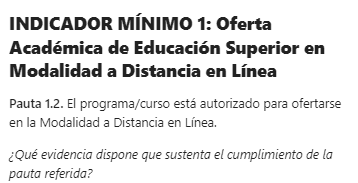 INDICADOR MÍNIMO 1: Oferta
Académica de Educación Superior en
Modalidad a Distancia en Línea
Pauta 1.2. El programa/curso está autorizado para ofertarse
en la Modalidad a Distancia en Línea.
¿Qué evidencia dispone que sustenta el cumplimiento de la
pauta referida?